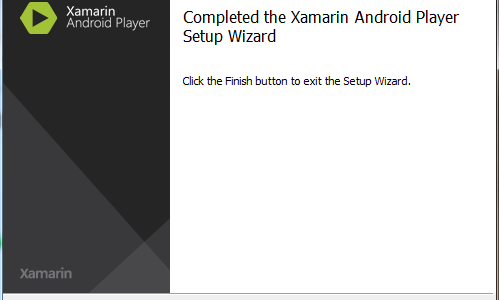 Xamarin
Android Player
Completed the Xamarin Android Player
Setup Wizard
Click the Finish button to exit the Setup Wizard.
Xamarin